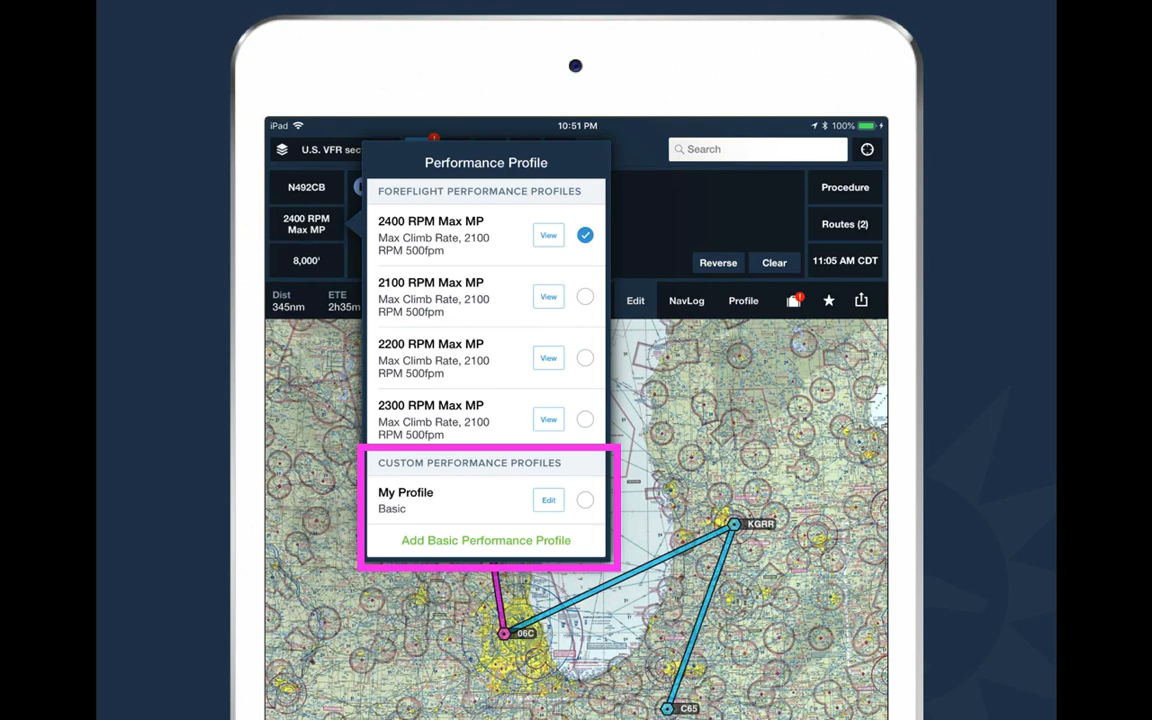 iPad
10:51 PM
100%
U.S. VFR sec
Search
Performance Profile
N492CB
2400 RPM
Max MP
8,000'
Dist
345nm
ETE
2h35m
FOREFLIGHT PERFORMANCE PROFILES
2400 RPM Max MP
Max Climb Rate, 2100
RPM 500fpm
View
2100 RPM Max MP
Max Climb Rate, 2100
RPM 500fpm
View
2200 RPM Max MP
Max Climb Rate, 2100
RPM 500fpm
View
2300 RPM Max MP
Max Climb Rate, 2100
RPM 500fpm
View
CUSTOM PERFORMANCE PROFILES
My Profile
Basic
Edit
Add Basic Performance Profile
Procedure
Routes (2)
Reverse
Clear
11:05 AM CDT
Edit
NavLog
Profile
KGRR
06C
C65